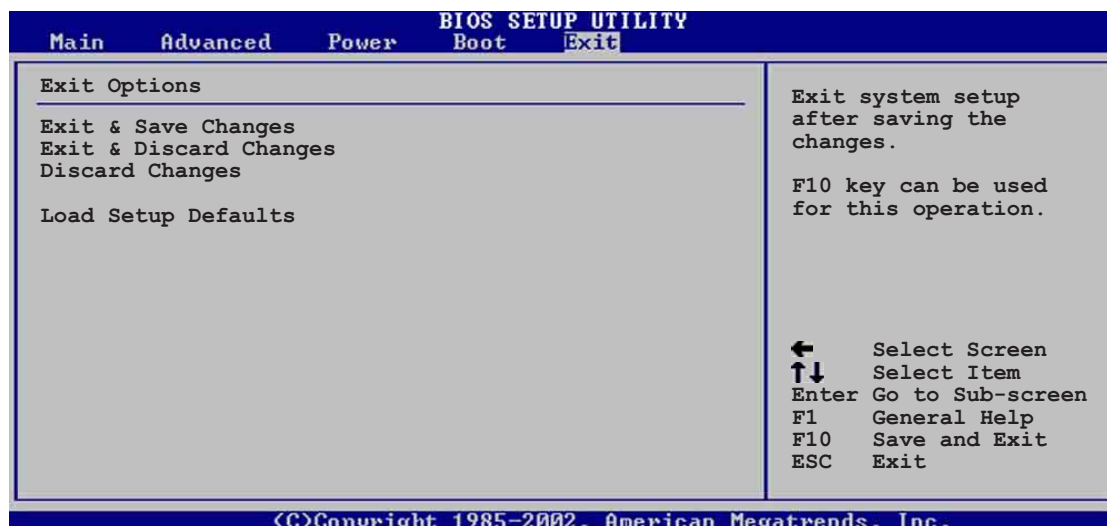 BIOS SETUP UTILITY
Main Advanced Power Boot Exit
Exit Options
Exit & Save Changes
Exit & Discard Changes
Discard Changes
Load Setup Defaults
Exit system setup
after saving the
changes.
F10 key can be used
for this operation.
← Select Screen
↑↓ Select Item
Enter Go to Sub-screen
F1 General Help
F10 Save and Exit
ESC Exit
(C)Copyright 1985-2002, American Megatrends, Inc.